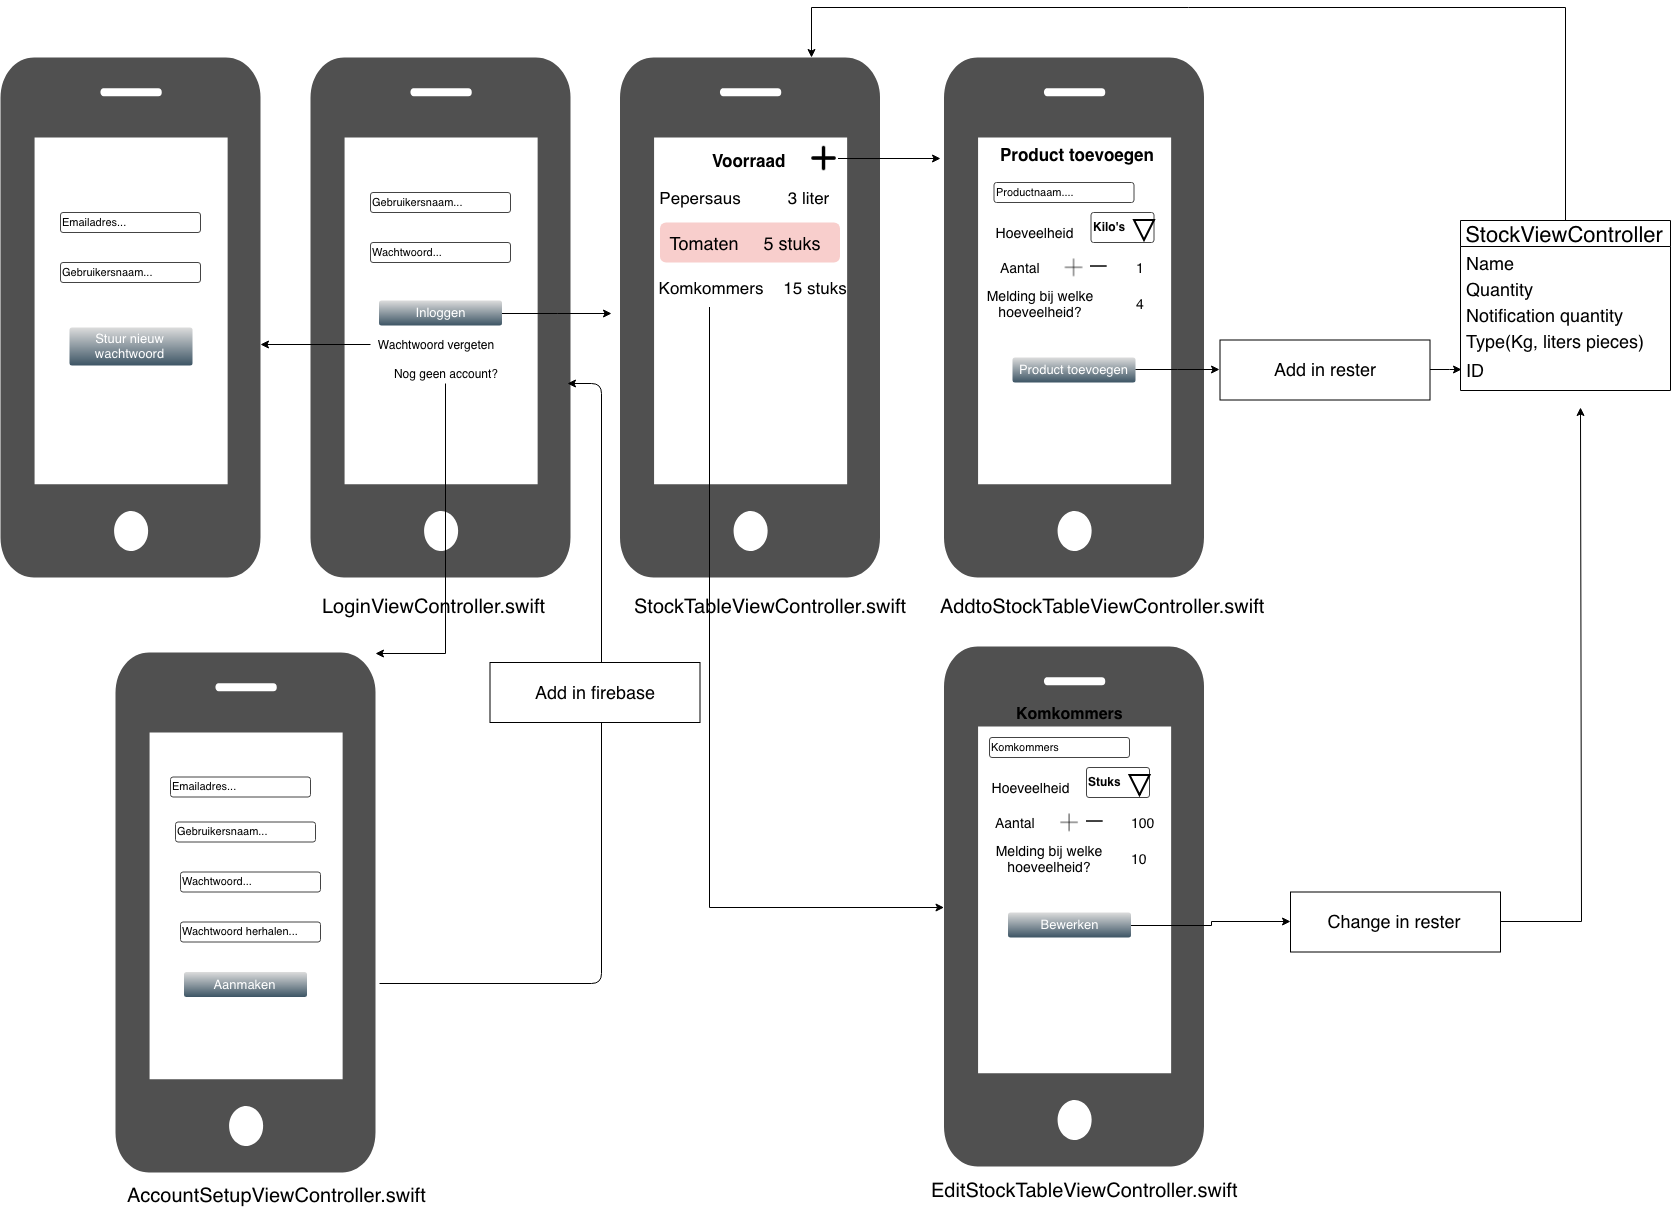 Emailadres...
Gebruikersnaam...
Stuur nieuw
wachtwoord
Gebruikersnaam...
Wachtwoord...
Inloggen
Wachtwoord vergeten
Nog geen account?
LoginViewController.swift
Voorraad
Pepersaus 3 liter
Tomaten 5 stuks
Komkommers 15 stuks
StockTableViewController.swift
Product toevoegen
Productnaam....
Hoeveelheid Kilo's
Aantal 1
Melding bij welke
hoeveelheid? 4
Product toevoegen
AddtoStockTableViewController.swift
Add in rester
StockViewController
Name
Quantity
Notification quantity
Type(Kg, liters pieces)
ID
Add in firebase
Emailadres...
Gebruikersnaam...
Wachtwoord...
Wachtwoord herhalen...
Aanmaken
AccountSetupViewController.swift
Komkommers
Komkommers
Hoeveelheid Stuks
Aantal 100
Melding bij welke
hoeveelheid? 10
Bewerken
EditStockTableViewController.swift
Change in rester